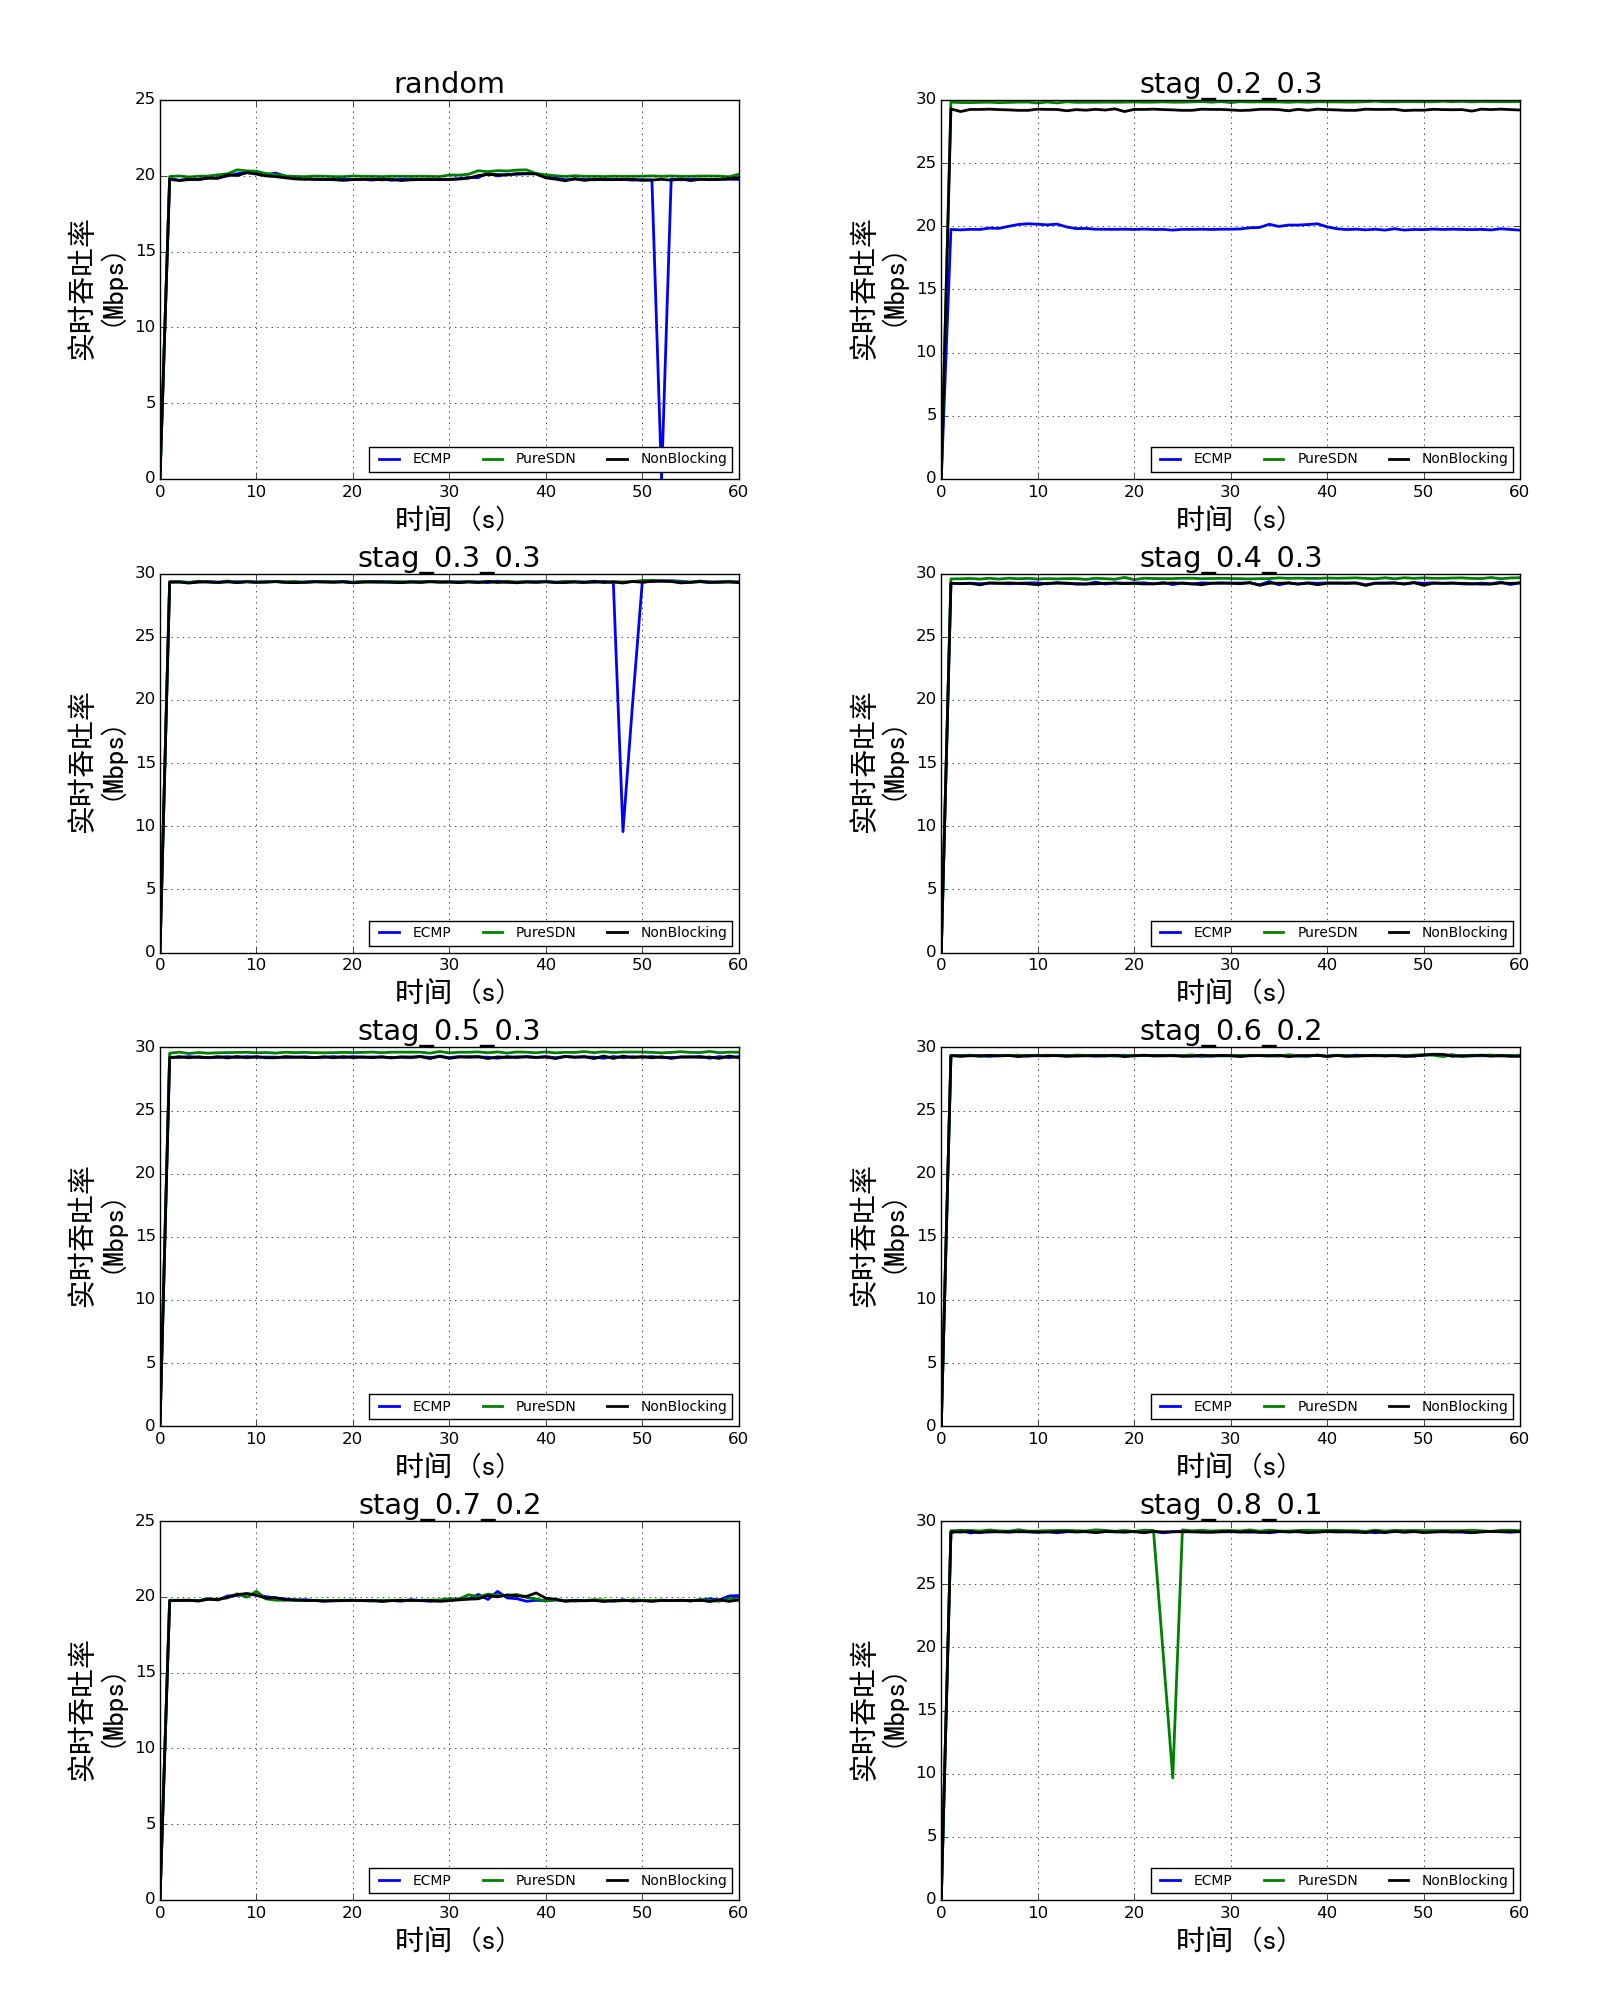 random
25
20
15
10
5
0
实时吞吐率
(Mbps)
ECMP PureSDN NonBlocking
0 10 20 30 40 50 60
时间 (s)
stag_0.2_0.3
30
25
20
15
10
5
0
实时吞吐率
(Mbps)
ECMP PureSDN NonBlocking
0 10 20 30 40 50 60
时间 (s)
stag_0.3_0.3
30
25
20
15
10
5
0
实时吞吐率
(Mbps)
ECMP PureSDN NonBlocking
0 10 20 30 40 50 60
时间 (s)
stag_0.4_0.3
30
25
20
15
10
5
0
实时吞吐率
(Mbps)
ECMP PureSDN NonBlocking
0 10 20 30 40 50 60
时间 (s)
stag_0.5_0.3
30
25
20
15
10
5
0
实时吞吐率
(Mbps)
ECMP PureSDN NonBlocking
0 10 20 30 40 50 60
时间 (s)
stag_0.6_0.2
30
25
20
15
10
5
0
实时吞吐率
(Mbps)
ECMP PureSDN NonBlocking
0 10 20 30 40 50 60
时间 (s)
stag_0.7_0.2
25
20
15
10
5
0
实时吞吐率
(Mbps)
ECMP PureSDN NonBlocking
0 10 20 30 40 50 60
时间 (s)
stag_0.8_0.1
30
25
20
15
10
5
0
实时吞吐率
(Mbps)
ECMP PureSDN NonBlocking
0 10 20 30 40 50 60
时间 (s)